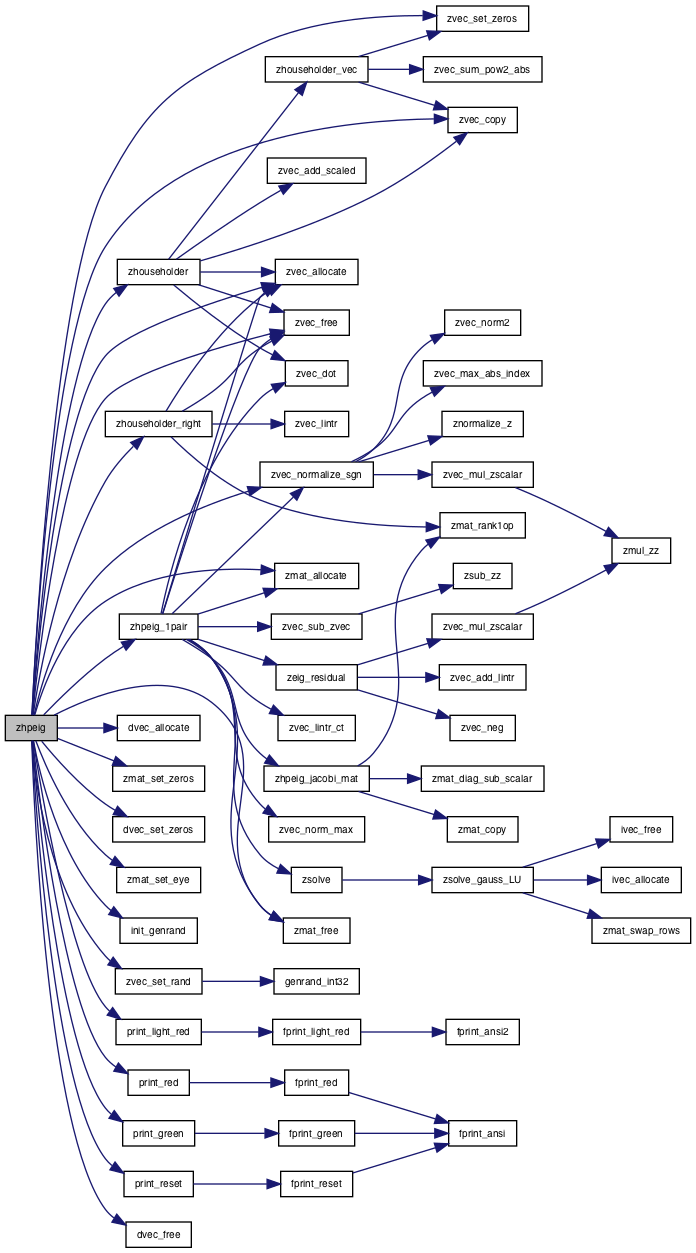 zvec_set_zeros
zhouseholder_vec
zvec_sum_pow2_abs
zvec_copy
zvec_add_scaled
zhouseholder
zvec_allocate
zvec_free
zvec_norm2
zvec_dot
zvec_max_abs_index
zhouseholder_right
zvec_lintr
znormalize_z
zvec_normalize_sgn
zvec_mul_zscalar
zmat_rank1op
zmul_zz
zmat_allocate
zsub_zz
zhpeig_1pair
zvec_sub_zvec
zvec_mul_zscalar
zeig_residual
zvec_add_lintr
zhpeig
dvec_allocate
zvec_lintr_ct
zvec_neg
zmat_set_zeros
zhpeig_jacobi_mat
zmat_diag_sub_scalar
dvec_set_zeros
zvec_norm_max
zmat_copy
ivec_free
zmat_set_eye
zsolve
zsolve_gauss_LU
ivec_allocate
init_genrand
zmat_free
zmat_swap_rows
zvec_set_rand
genrand_int32
print_light_red
fprint_light_red
fprint_ansi2
print_red
fprint_red
print_green
fprint_green
fprint_ansi
print_reset
fprint_reset
dvec_free